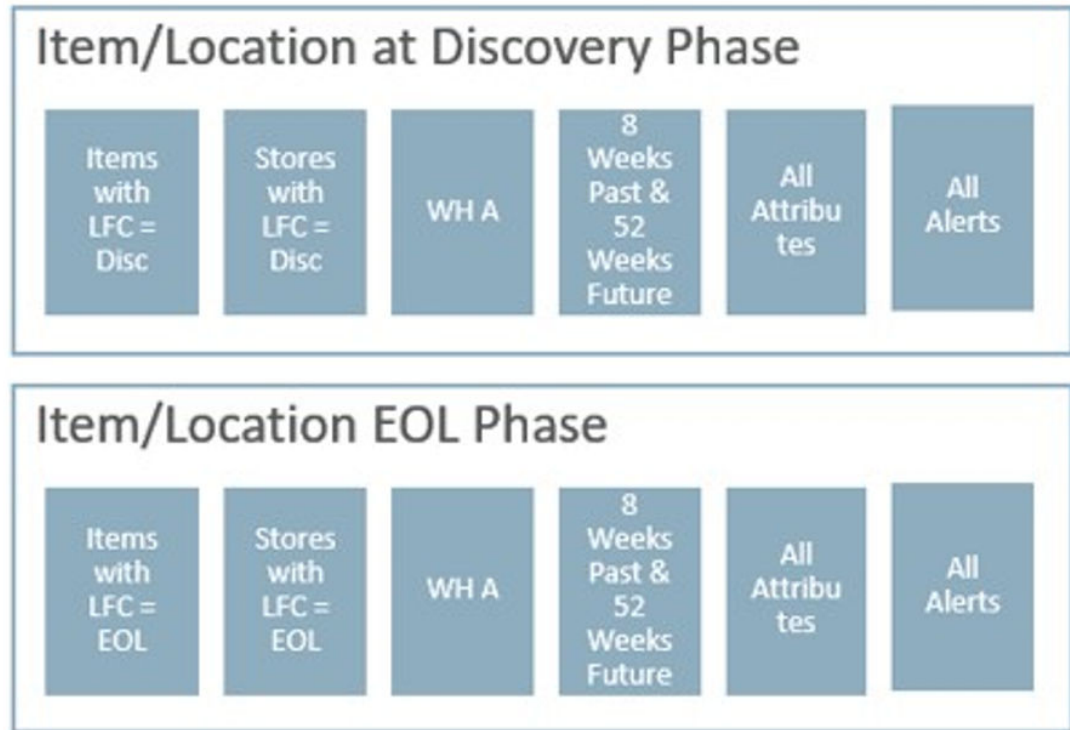 Item/Location at Discovery Phase
Items
with
LFC =
Disc
Stores
with
LFC =
Disc
WH A
8
Weeks
Past &
52
Weeks
Future
All
Attribu
tes
All
Alerts
Item/Location EOL Phase
Items
with
LFC =
EOL
Stores
with
LFC =
EOL
WH A
8
Weeks
Past &
52
Weeks
Future
All
Attribu
tes
All
Alerts